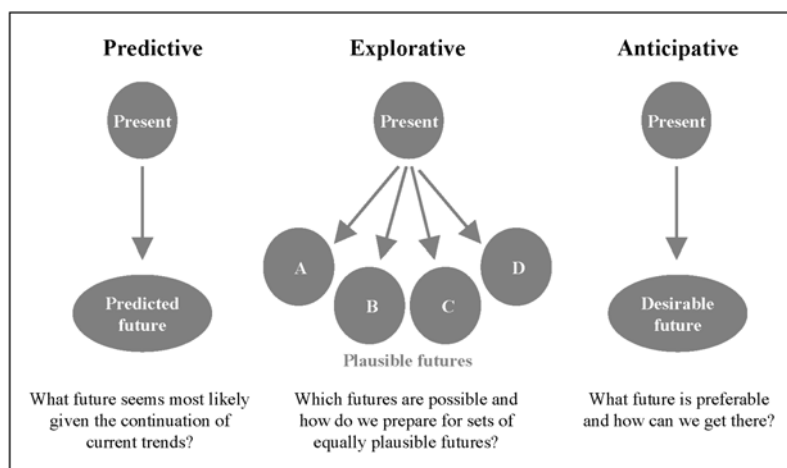 Predictive
Present
Predicted
future
What future seems most likely
given the continuation of
current trends?
Explorative
Present
A
B
C
D
Plausible futures
Which futures are possible and
how do we prepare for sets of
equally plausible futures?
Anticipative
Present
Desirable
future
What future is preferable
and how can we get there?